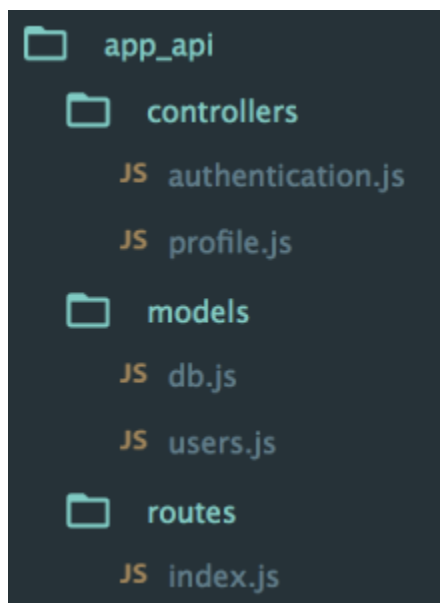 app_api
controllers
JS authentication.js
JS profile.js
models
JS db.js
JS users.js
routes
JS index.js